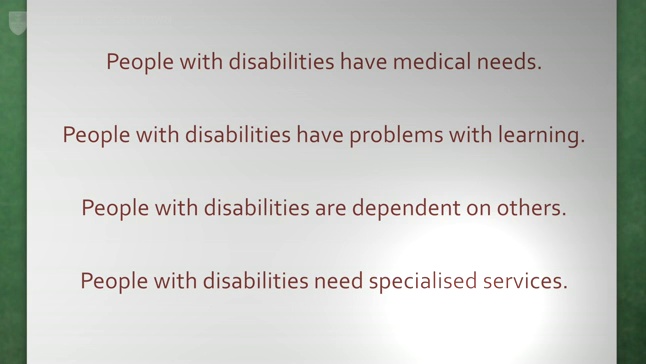 People with disabilities have medical needs.
People with disabilities have problems with learning.
People with disabilities are dependent on others.
People with disabilities need specialised services.